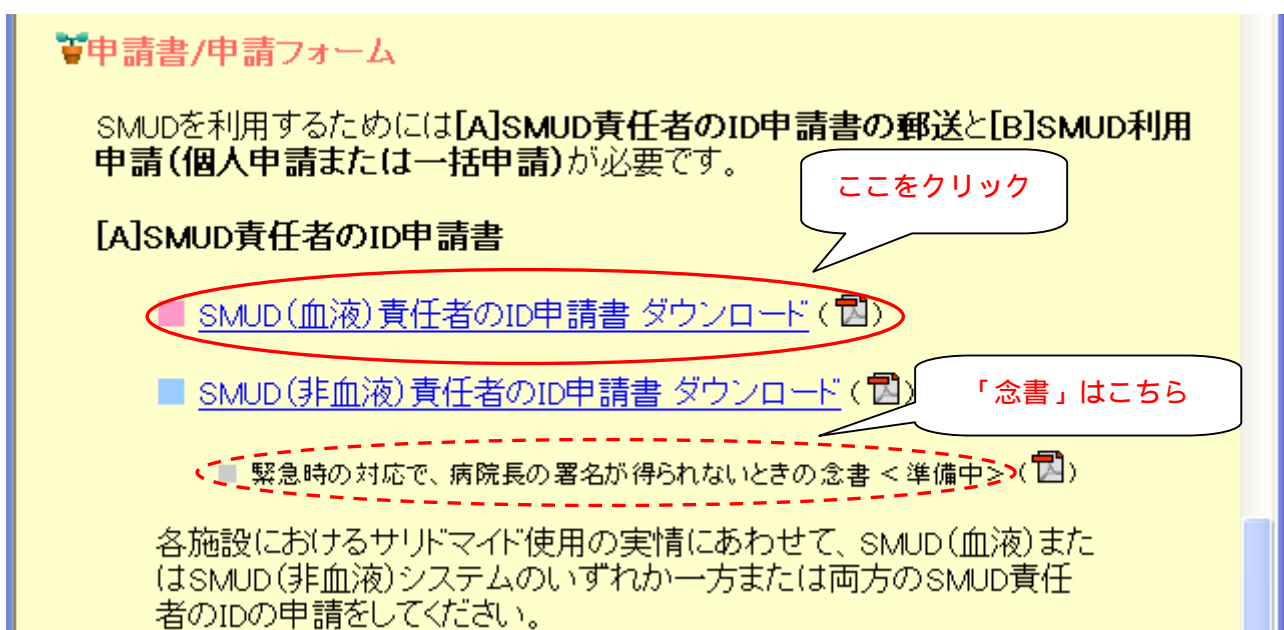 申請書/申請フォーム
SMUDを利用するためには[A]SMUD責任者のID申請書の郵送と[B]SMUD利用
申請(個人申請または一括申請)が必要です。
ここをクリック
[A]SMUD責任者のID申請書
SMUD(血液)責任者のID申請書 ダウンロード( )
SMUD(非血液)責任者のID申請書 ダウンロード( )
「念書」はこちら
緊急時の対応で、病院長の署名が得られないときの念書<準備中>( )
各施設におけるサリドマイド使用の実情にあわせて、SMUD(血液)また
はSMUD(非血液)システムのいずれか一方または両方のSMUD責任
者のIDの申請をしてください。